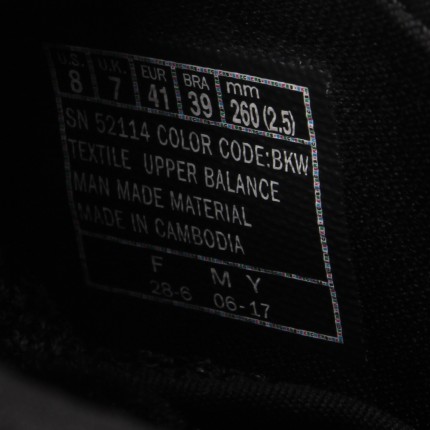 U.S. U.K. EUR BRA mm
8 7 41 39 260 (2.5)
SN 52114 COLOR CODE:BKW
TEXTILE UPPER BALANCE
MAN MADE MATERIAL
MADE IN CAMBODIA
F M Y
28-6 06-17